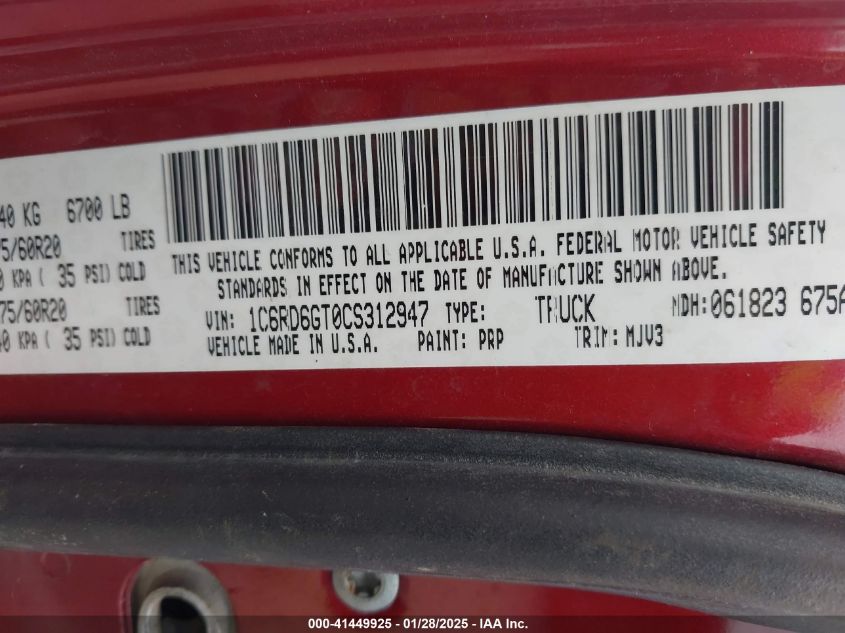 40 KG 6700 LB
75/60R20 TIRES
0 KPA ( 35 PSI) COLD
75/60R20 TIRES
40 KPA ( 35 PSI) COLD
THIS VEHICLE CONFORMS TO ALL APPLICABLE U.S.A. FEDERAL MOTOR VEHICLE SAFETY
STANDARDS IN EFFECT ON THE DATE OF MANUFACTURE SHOWN ABOVE.
VIN: 1C6RD6GT0CS312947 TYPE: TRUCK MDH:061823 675A
VEHICLE MADE IN U.S.A. PAINT: PRP TRIM: MJV3
000-41449925 - 01/28/2025 - IAA Inc.